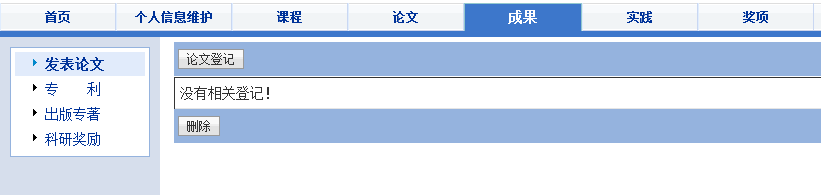 首页 个人信息维护 课程 论文 成果 实践 奖项
发表论文
专 利
出版专著
科研奖励
论文登记
没有相关登记!
删除